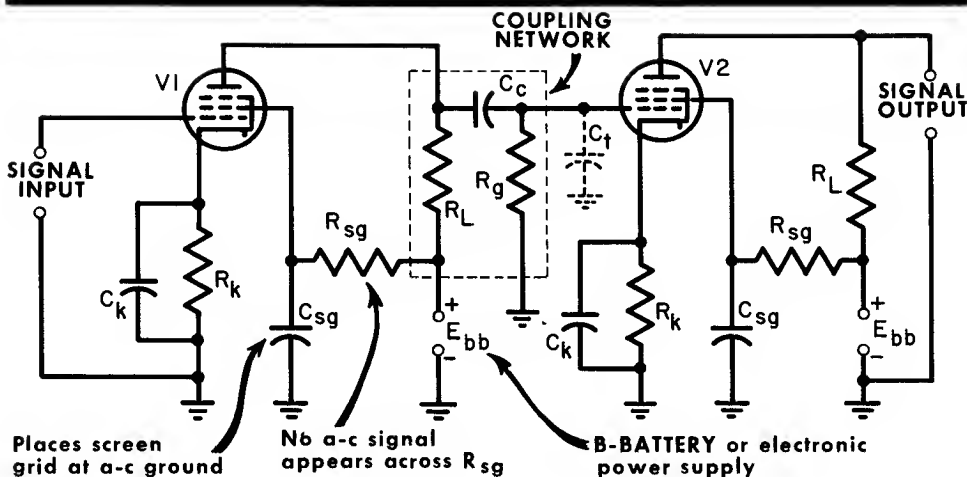 COUPLING
NETWORK
V1
Cc
V2
SIGNAL
INPUT
SIGNAL
OUTPUT
Ct
Rg
RL
RL
Rsg
Rsg
Rk
Ck
Csg
+
Ebb
−
Rk
Ck
Csg
+
Ebb
−
Places screen
grid at a-c ground
No a-c signal
appears across Rsg
B-BATTERY or electronic
power supply